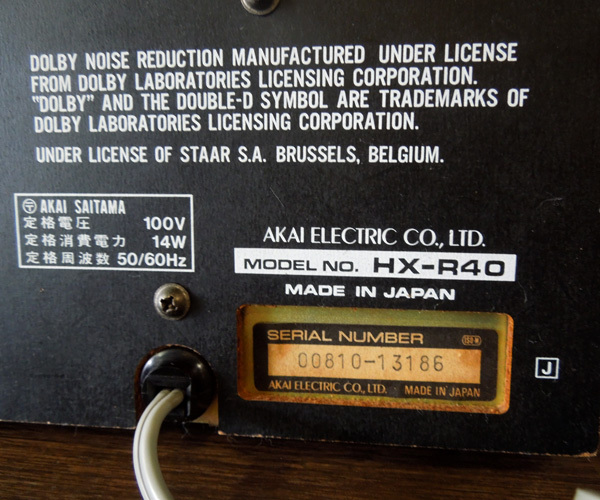 DOLBY NOISE REDUCTION MANUFACTURED UNDER LICENSE
FROM DOLBY LABORATORIES LICENSING CORPORATION.
"DOLBY" AND THE DOUBLE-D SYMBOL ARE TRADEMARKS OF
DOLBY LABORATORIES LICENSING CORPORATION.
UNDER LICENSE OF STAAR S.A. BRUSSELS, BELGIUM.
〶 AKAI SAITAMA
定格電圧 100V
定格消費電力 14W
定格周波数 50/60Hz
AKAI ELECTRIC CO., LTD.
MODEL NO. HX-R40
MADE IN JAPAN
SERIAL NUMBER
00810-13186
AKAI ELECTRIC CO., LTD. MADE IN JAPAN
J